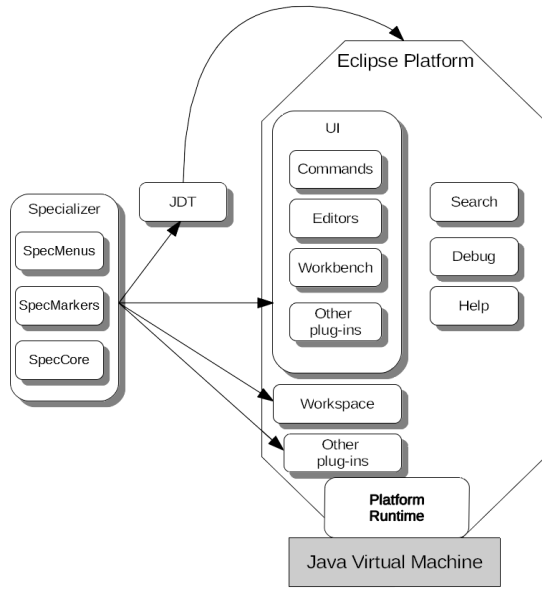 Eclipse Platform
UI
Commands
Editors
Workbench
Other
plug-ins
Search
Debug
Help
JDT
Specializer
SpecMenus
SpecMarkers
SpecCore
Workspace
Other
plug-ins
Platform
Runtime
Java Virtual Machine